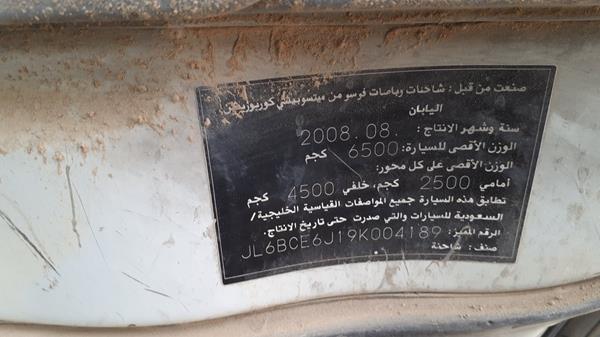 صنعت من قبل: شاحنات وباصات فوسو من ميتسوبيشي كوربوريشن
اليابان
سنة وشهر الانتاج: 2008.08.
الوزن الأقصى للسيارة: 6500 كجم
الوزن الأقصى على كل محور:
أمامي 2500 كجم، خلفي 4500 كجم
تطابق هذه السيارة جميع المواصفات القياسية الخليجية/
السعودية للسيارات والتي صدرت حتى تاريخ الانتاج.
الرقم المميز: JL6BCE6J19K004189
صنف: شاحنة